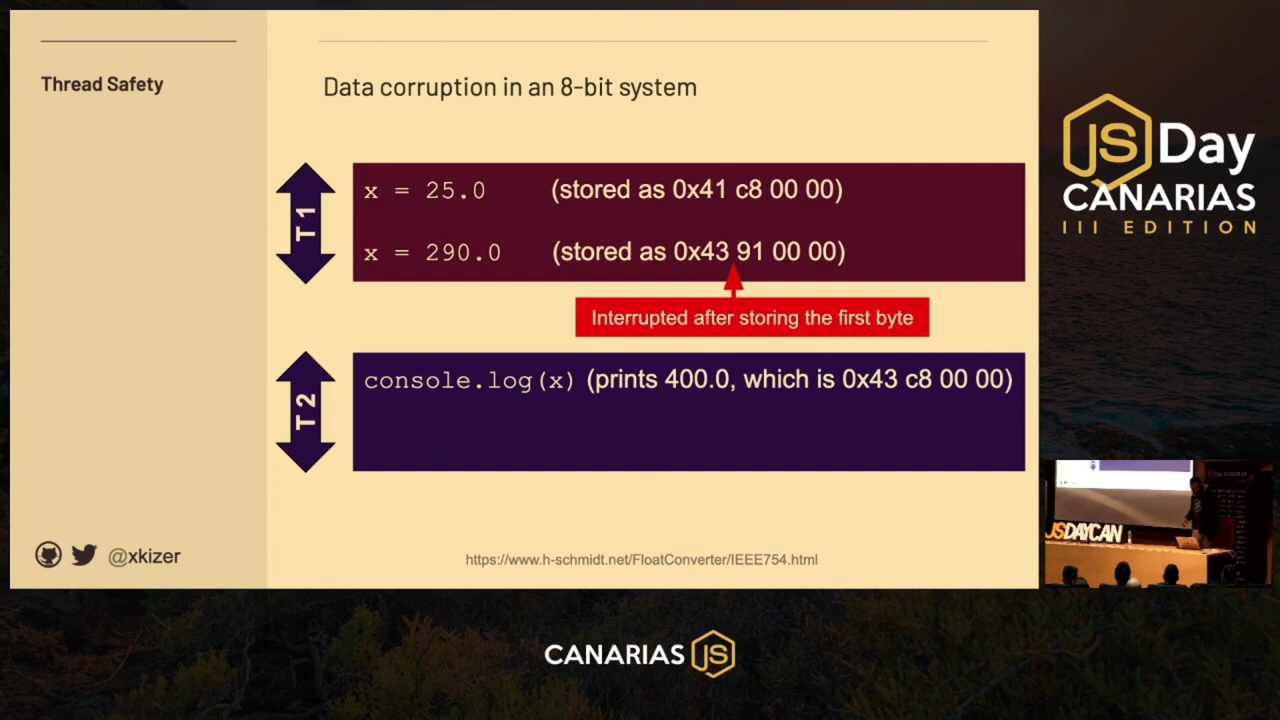 Thread Safety
Data corruption in an 8-bit system
T1
x = 25.0 (stored as 0x41 c8 00 00)
x = 290.0 (stored as 0x43 91 00 00)
Interrupted after storing the first byte
T2
console.log(x) (prints 400.0, which is 0x43 c8 00 00)
@xkizer
https://www.h-schmidt.net/FloatConverter/IEEE754.html
JS Day
CANARIAS
III EDITION
JSDAYCAN
CANARIAS JS